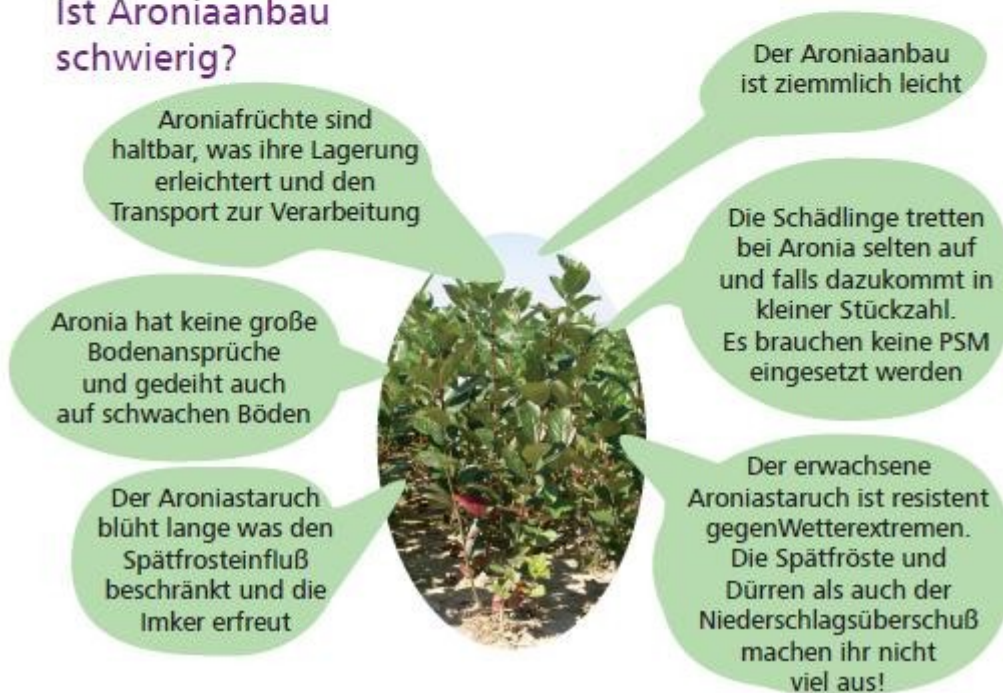 Ist Aroniaanbau
schwierig?
Aroniafrüchte sind
haltbar, was ihre Lagerung
erleichtert und den
Transport zur Verarbeitung
Aronia hat keine große
Bodenansprüche
und gedeiht auch
auf schwachen Böden
Der Aroniastaruch
blüht lange was den
Spätfrosteinfluß
beschränkt und die
Imker erfreut
Der Aroniaanbau
ist ziemmlich leicht
Die Schädlinge tretten
bei Aronia selten auf
und falls dazukommt in
kleiner Stückzahl.
Es brauchen keine PSM
eingesetzt werden
Der erwachsene
Aroniastaruch ist resistent
gegenWetterextremen.
Die Spätfröste und
Dürren als auch der
Niederschlagsüberschuß
machen ihr nicht
viel aus!